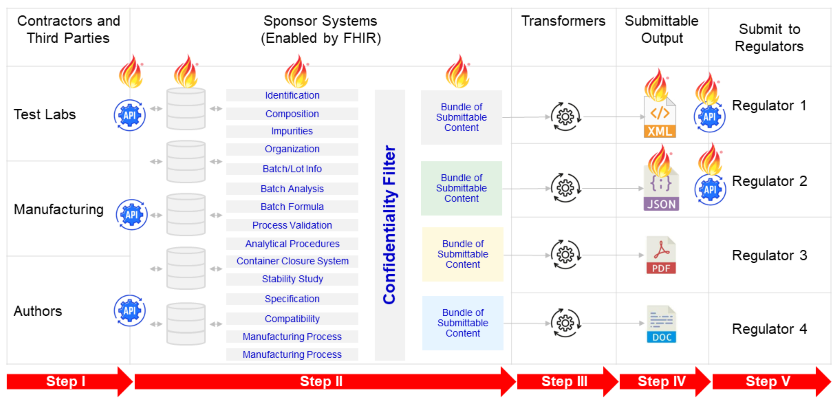 Contractors and
Third Parties
Sponsor Systems
(Enabled by FHIR)
Transformers
Submittable
Output
Submit to
Regulators
Test Labs
API
Manufacturing
API
Authors
API
Identification
Composition
Impurities
Organization
Batch/Lot Info
Batch Analysis
Batch Formula
Process Validation
Analytical Procedures
Container Closure System
Stability Study
Specification
Compatibility
Manufacturing Process
Manufacturing Process
Confidentiality Filter
Bundle of
Submittable
Content
Bundle of
Submittable
Content
Bundle of
Submittable
Content
Bundle of
Submittable
Content
XML
API
Regulator 1
JSON
API
Regulator 2
PDF
Regulator 3
DOC
Regulator 4
Step I
Step II
Step III
Step IV
Step V